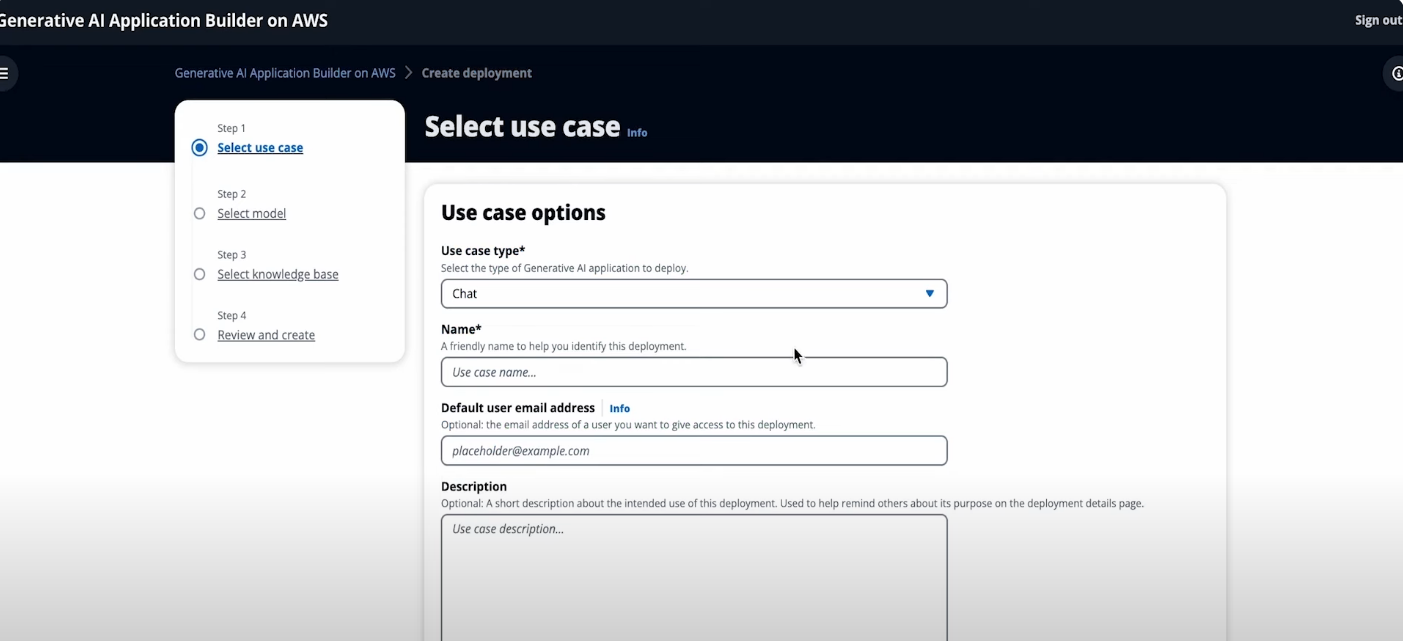 Generative AI Application Builder on AWS
Sign out
Generative AI Application Builder on AWS > Create deployment
Step 1
Select use case
Step 2
Select model
Step 3
Select knowledge base
Step 4
Review and create
Select use case Info
Use case options
Use case type*
Select the type of Generative AI application to deploy.
Chat
Name*
A friendly name to help you identify this deployment.
Use case name...
Default user email address Info
Optional: the email address of a user you want to give access to this deployment.
placeholder@example.com
Description
Optional: A short description about the intended use of this deployment. Used to help remind others about its purpose on the deployment details page.
Use case description...